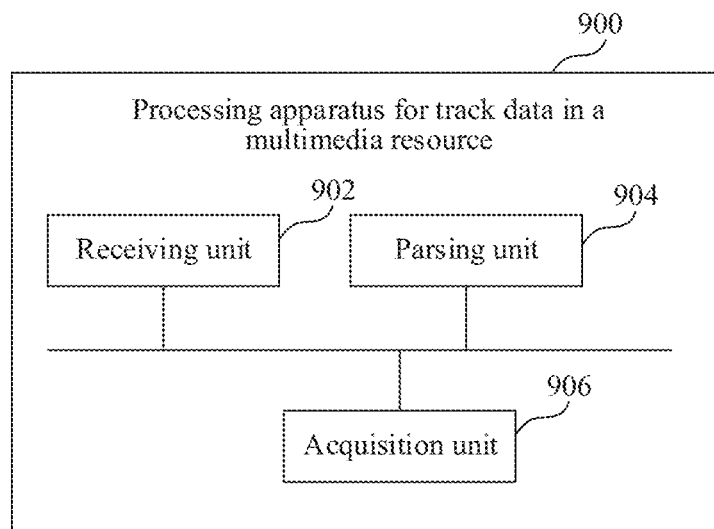 900
Processing apparatus for track data in a
multimedia resource
902
904
Receiving unit
Parsing unit
906
Acquisition unit